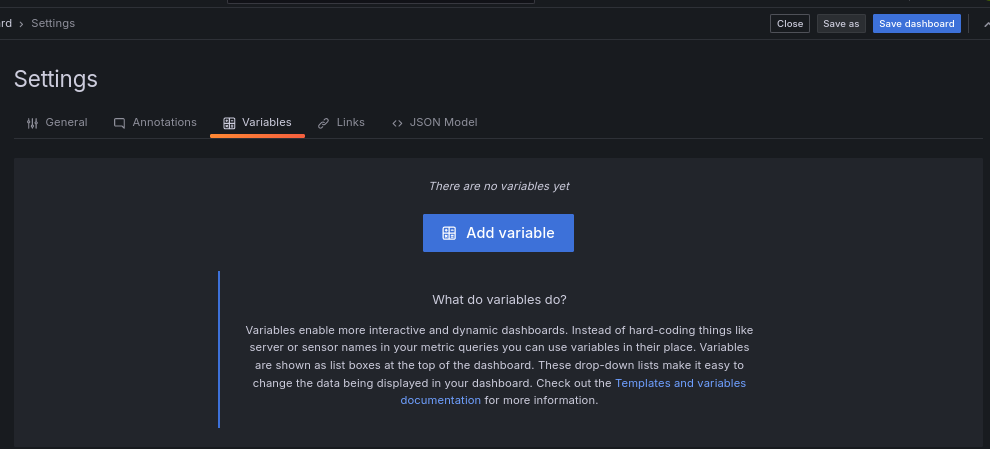 rd › Settings
Close Save as Save dashboard
Settings
General Annotations Variables Links JSON Model
There are no variables yet
Add variable
What do variables do?
Variables enable more interactive and dynamic dashboards. Instead of hard-coding things like
server or sensor names in your metric queries you can use variables in their place. Variables
are shown as list boxes at the top of the dashboard. These drop-down lists make it easy to
change the data being displayed in your dashboard. Check out the Templates and variables
documentation for more information.